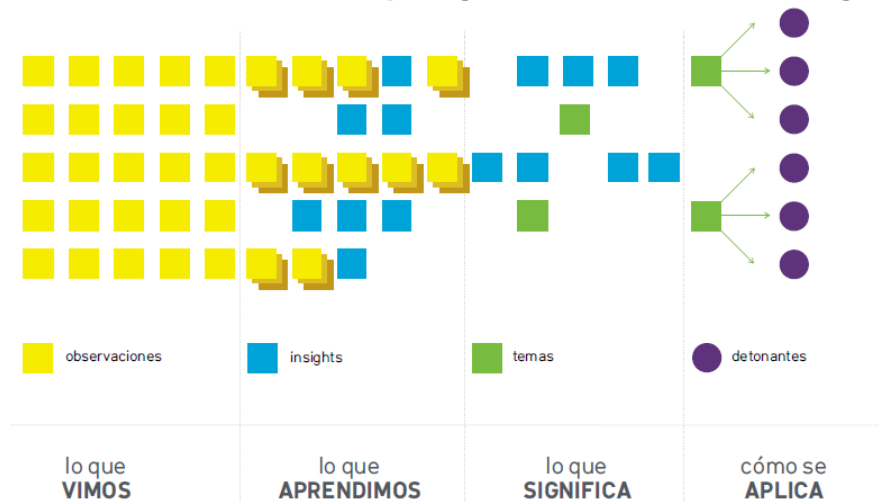 observaciones
insights
temas
detonantes
lo que
VIMOS
lo que
APRENDIMOS
lo que
SIGNIFICA
cómo se
APLICA